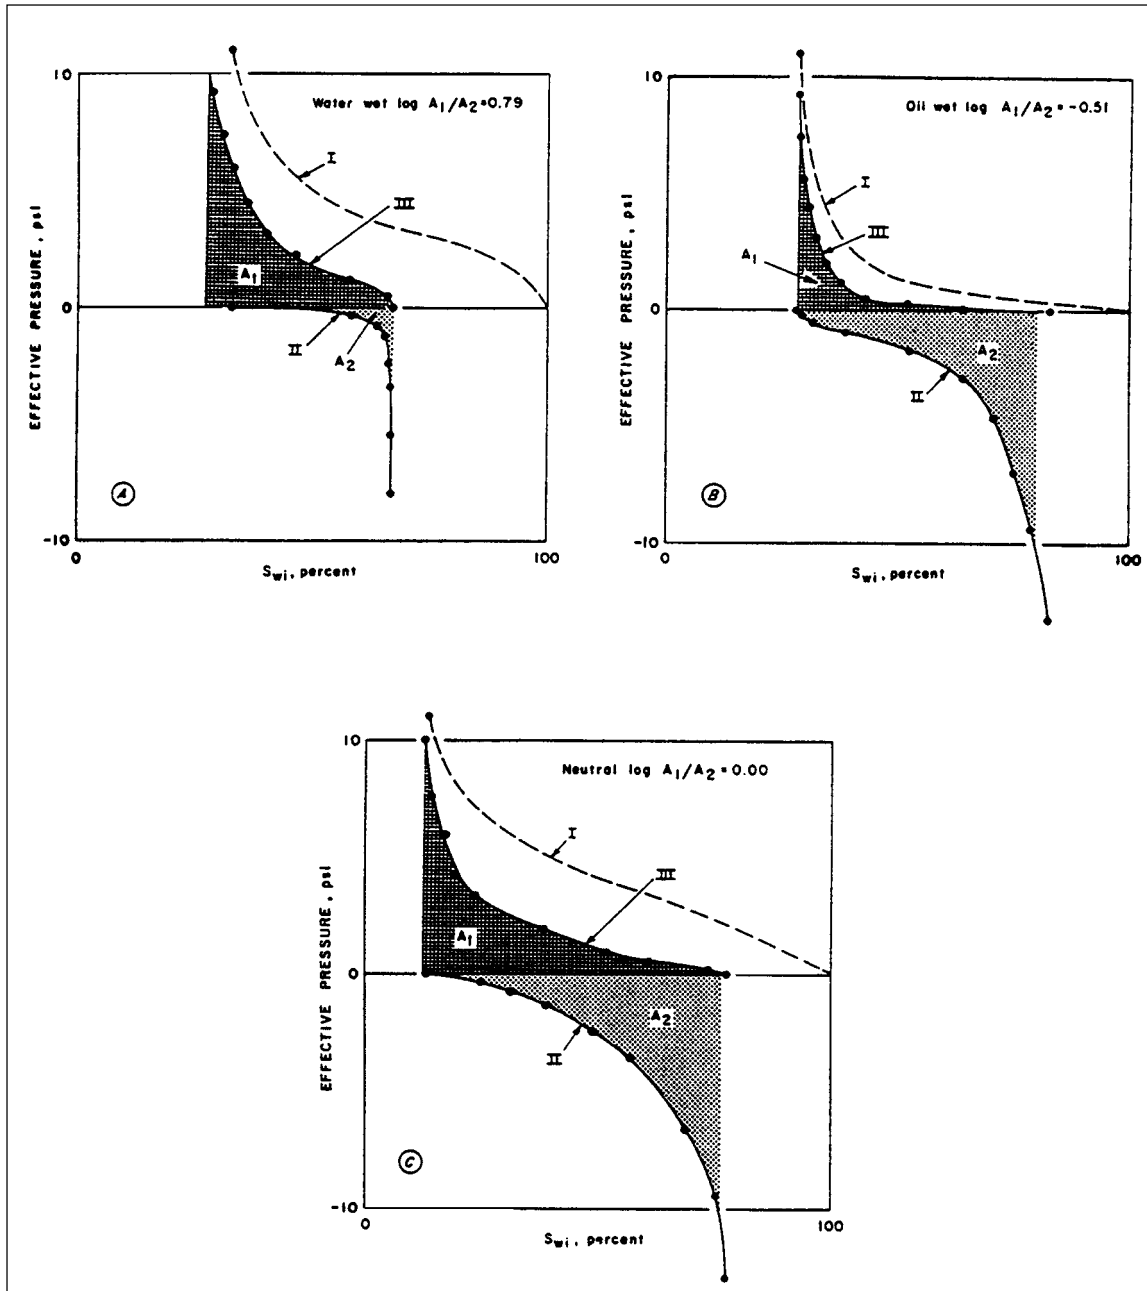 10
Water wet log A1/A2=0.79
I
III
A1
0
II
A2
EFFECTIVE PRESSURE, psi
A
-10
0
100
Swi, percent
10
Oil wet log A1/A2=-0.51
I
III
A1
0
A2
II
EFFECTIVE PRESSURE, psi
B
-10
0
100
Swi, percent
10
Neutral log A1/A2=0.00
I
III
A1
0
A2
II
EFFECTIVE PRESSURE, psi
C
-10
0
100
Swi, percent